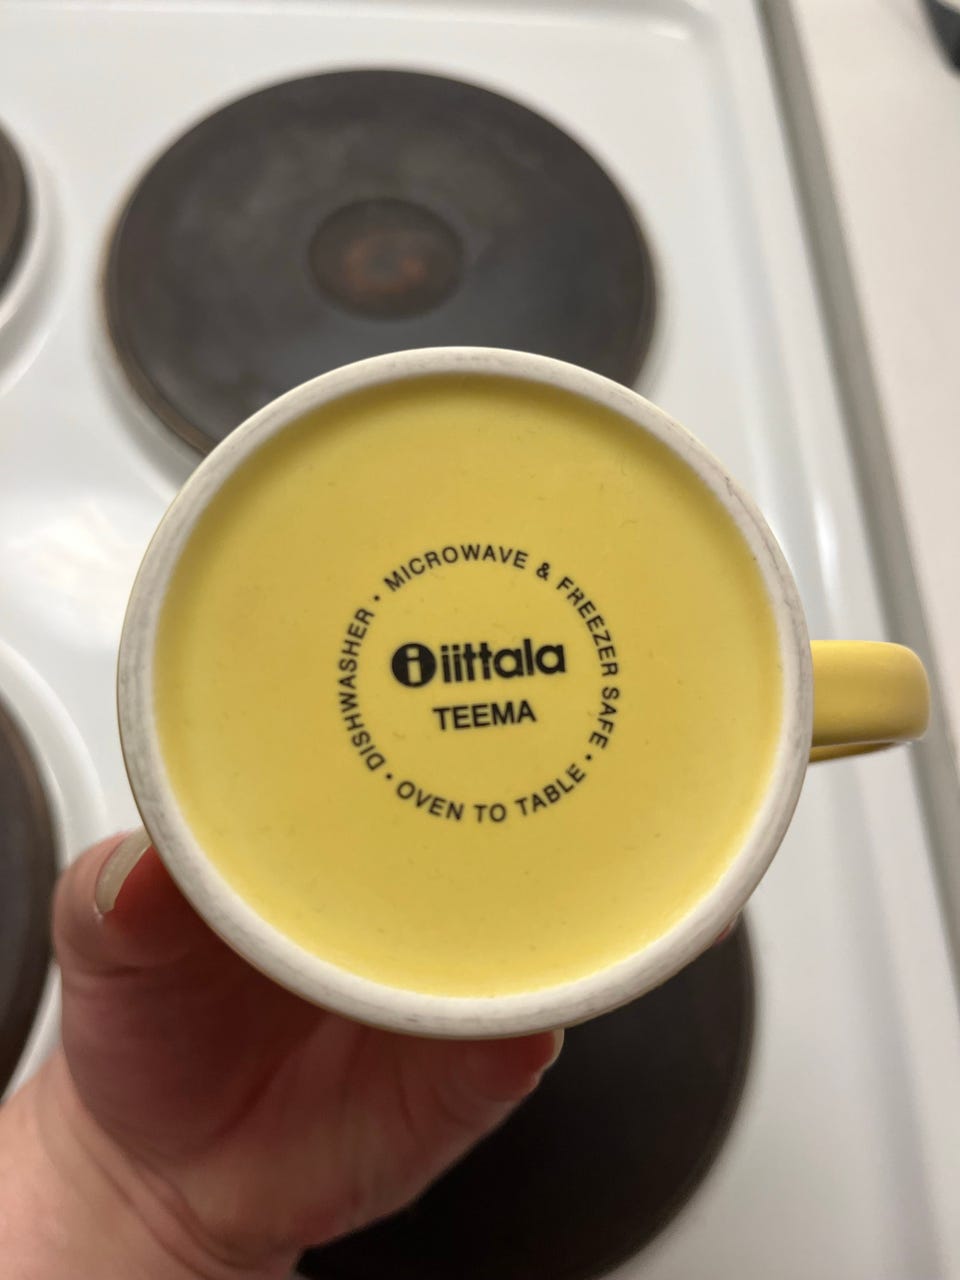 DISHWASHER • MICROWAVE & FREEZER SAFE • OVEN TO TABLE •
i iittala
TEEMA